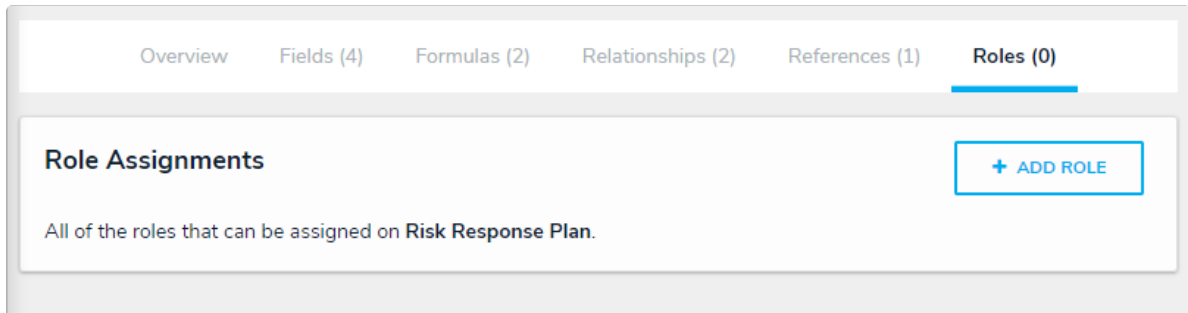 Overview Fields (4) Formulas (2) Relationships (2) References (1) Roles (0)
Role Assignments
+ ADD ROLE
All of the roles that can be assigned on Risk Response Plan.